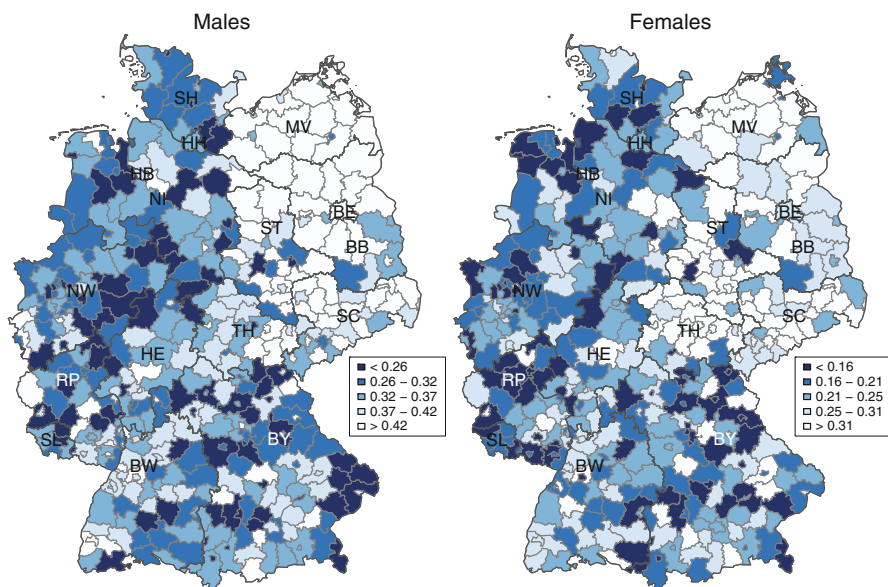 Males
Females
SH
HH
MV
HB
NI
BE
ST
BB
NW
SC
TH
HE
RP
SL
BY
BW
< 0.26
0.26 – 0.32
0.32 – 0.37
0.37 – 0.42
> 0.42
SH
HH
MV
HB
NI
BE
ST
BB
NW
SC
TH
HE
RP
SL
BY
BW
< 0.16
0.16 – 0.21
0.21 – 0.25
0.25 – 0.31
> 0.31